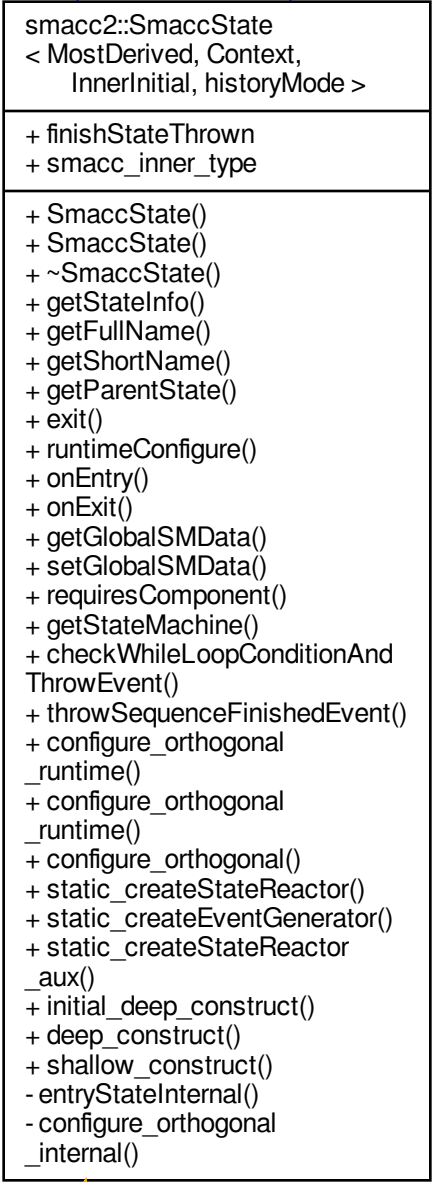 smacc2::SmaccState
< MostDerived, Context,
InnerInitial, historyMode >
+ finishStateThrown
+ smacc_inner_type
+ SmaccState()
+ SmaccState()
+ ~SmaccState()
+ getStateInfo()
+ getFullName()
+ getShortName()
+ getParentState()
+ exit()
+ runtimeConfigure()
+ onEntry()
+ onExit()
+ getGlobalSMData()
+ setGlobalSMData()
+ requiresComponent()
+ getStateMachine()
+ checkWhileLoopConditionAnd
ThrowEvent()
+ throwSequenceFinishedEvent()
+ configure_orthogonal
_runtime()
+ configure_orthogonal
_runtime()
+ configure_orthogonal()
+ static_createStateReactor()
+ static_createEventGenerator()
+ static_createStateReactor
_aux()
+ initial_deep_construct()
+ deep_construct()
+ shallow_construct()
- entryStateInternal()
- configure_orthogonal
_internal()